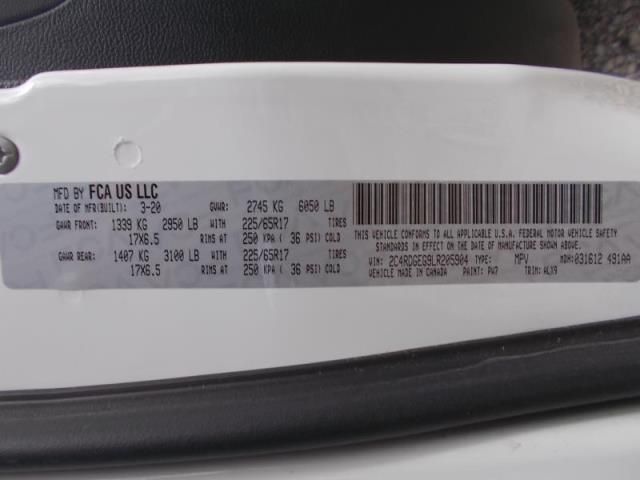 MFD BY FCA US LLC
DATE OF MFR(BUILT): 3-20 GVWR: 2745 KG 6050 LB
GAWR FRONT: 1339 KG 2950 LB WITH 225/65R17 TIRES
17X6.5 RIMS AT 250 KPA ( 36 PSI) COLD
GAWR REAR: 1407 KG 3100 LB WITH 225/65R17 TIRES
17X6.5 RIMS AT 250 KPA ( 36 PSI) COLD
THIS VEHICLE CONFORMS TO ALL APPLICABLE U.S.A. FEDERAL MOTOR VEHICLE SAFETY
STANDARDS IN EFFECT ON THE DATE OF MANUFACTURE SHOWN ABOVE.
VIN: 2C4RDGEG9LR205904 TYPE: MPV MDH: 031612 491AA
VEHICLE MADE IN CANADA PAINT: PW7 TRIM: ALX9